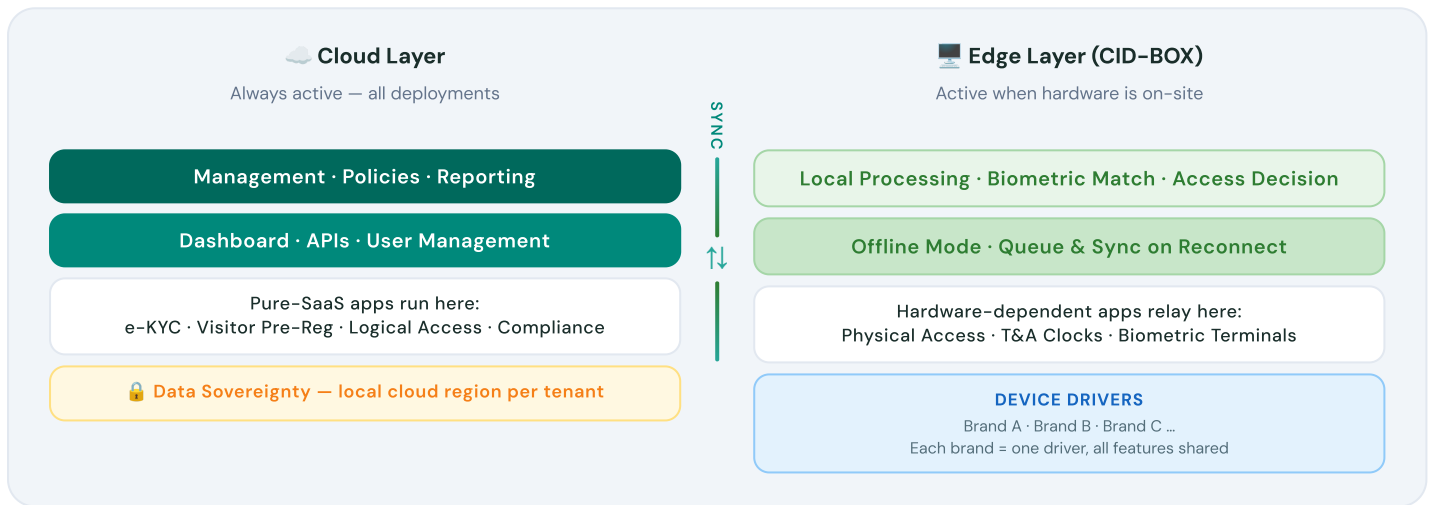 ☁️ Cloud Layer
Always active — all deployments
Management · Policies · Reporting
Dashboard · APIs · User Management
Pure-SaaS apps run here:
e-KYC · Visitor Pre-Reg · Logical Access · Compliance
🔒 Data Sovereignty — local cloud region per tenant
SYNC
⇅
🖥️ Edge Layer (CID-BOX)
Active when hardware is on-site
Local Processing · Biometric Match · Access Decision
Offline Mode · Queue & Sync on Reconnect
Hardware-dependent apps relay here:
Physical Access · T&A Clocks · Biometric Terminals
DEVICE DRIVERS
Brand A · Brand B · Brand C ...
Each brand = one driver, all features shared